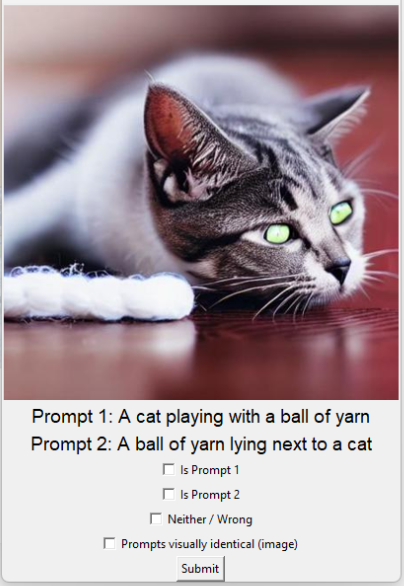 Prompt 1: A cat playing with a ball of yarn
Prompt 2: A ball of yarn lying next to a cat
Is Prompt 1
Is Prompt 2
Neither / Wrong
Prompts visually identical (image)
Submit